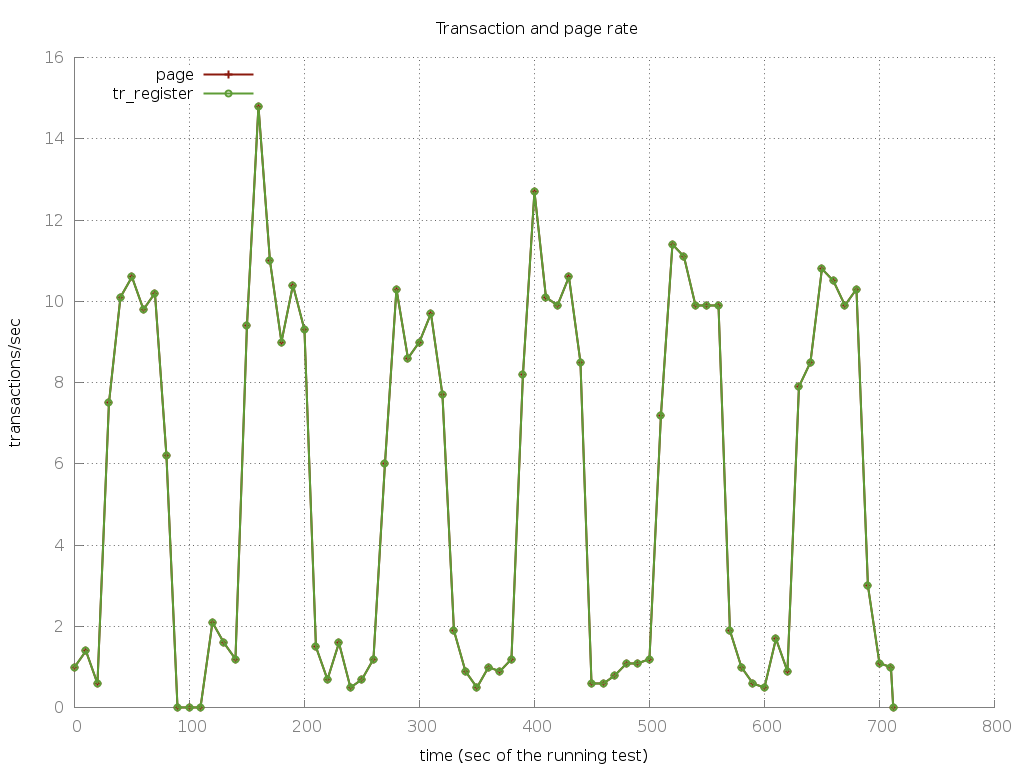 Transaction and page rate
page
tr_register
16
14
12
10
8
6
4
2
0
0 100 200 300 400 500 600 700 800
transactions/sec
time (sec of the running test)